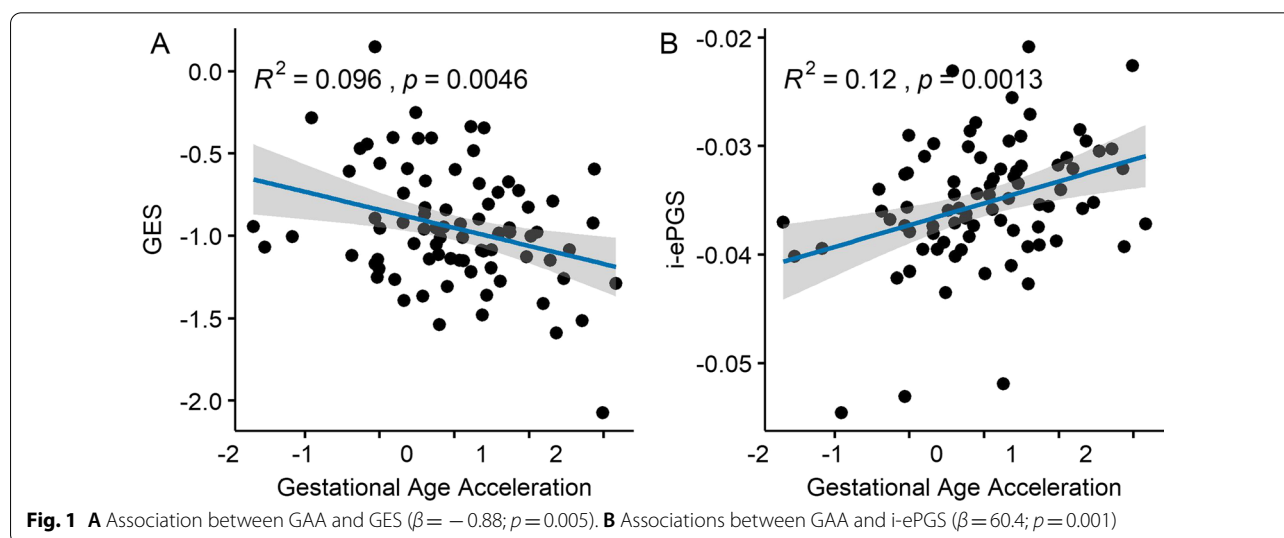 A
B
R² = 0.096 , p = 0.0046
R² = 0.12 , p = 0.0013
GES
0.0
-0.5
-1.0
-1.5
-2.0
-2 -1 0 1 2
Gestational Age Acceleration
i-ePGS
-0.02
-0.03
-0.04
-0.05
-2 -1 0 1 2
Gestational Age Acceleration
Fig. 1 A Association between GAA and GES (β = − 0.88; p = 0.005). B Associations between GAA and i-ePGS (β = 60.4; p = 0.001)